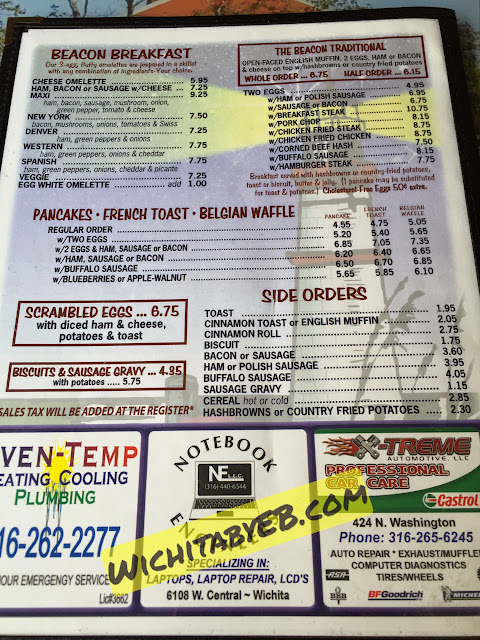 BEACON BREAKFAST
Our 3-egg, fluffy omelettes are prepared in a skillet
with any combination of ingredients-Your choice.
CHEESE OMELETTE 5.95
HAM, BACON or SAUSAGE w/CHEESE ... 7.25
MAXI 9.25
ham, bacon, sausage, mushroom, onion,
green pepper, tomato & cheese
NEW YORK 7.50
bacon, mushrooms, onions, tomatoes & Swiss
DENVER 7.25
ham, green peppers & onions
WESTERN 7.75
ham, green peppers, onions & cheddar
SPANISH 7.75
ham, green peppers, onions, cheddar & picante
VEGGIE 7.25
EGG WHITE OMELETTE add 1.00
THE BEACON TRADITIONAL
OPEN-FACED ENGLISH MUFFIN, 2 EGGS, HAM or BACON
& cheese on top w/hashbrowns or country fried potatoes
WHOLE ORDER ... 6.75 HALF ORDER ... 6.15
TWO EGGS 4.95
w/HAM or POLISH SAUSAGE 6.95
w/SAUSAGE or BACON 6.75
w/BREAKFAST STEAK 10.75
w/PORK CHOP 8.15
w/CHICKEN FRIED STEAK 8.75
w/CHICKEN FRIED CHICKEN 8.75
w/CORNED BEEF HASH 7.50
w/BUFFALO SAUSAGE 8.15
w/HAMBURGER STEAK 7.75
Breakfast served with hashbrowns or country-fried potatoes,
toast or biscuit, butter & jelly. (1 pancake may be substituted
for toast & potatoes.) Cholesterol-Free Eggs 50¢ extra.
PANCAKES • FRENCH TOAST • BELGIAN WAFFLE
PANCAKE FRENCH TOAST BELGIAN WAFFLE
REGULAR ORDER 4.55 4.75 5.05
w/TWO EGGS 5.20 5.40 5.65
w/2 EGGS & HAM, SAUSAGE or BACON 6.85 7.05 7.35
w/HAM, SAUSAGE or BACON 6.20 6.40 6.65
w/BUFFALO SAUSAGE 6.50 6.70 6.85
w/BLUEBERRIES or APPLE-WALNUT 5.65 5.85 6.10
SCRAMBLED EGGS ... 6.75
with diced ham & cheese,
potatoes & toast
BISCUITS & SAUSAGE GRAVY ... 4.95
with potatoes ..... 5.75
SALES TAX WILL BE ADDED AT THE REGISTER*
SIDE ORDERS
TOAST 1.95
CINNAMON TOAST or ENGLISH MUFFIN 2.05
CINNAMON ROLL 2.75
BISCUIT 1.75
BACON or SAUSAGE 3.60
HAM or POLISH SAUSAGE 3.95
BUFFALO SAUSAGE 4.05
SAUSAGE GRAVY 1.15
CEREAL hot or cold 2.85
HASHBROWNS or COUNTRY FRIED POTATOES 2.30
VEN-TEMP
EATING COOLING
PLUMBING
16-262-2277
HOUR EMERGENCY SERVICE
Lic#3662
NOTEBOOK
NE LLC
(316) 440-6544
SPECIALIZING IN:
LAPTOPS, LAPTOP REPAIR, LCD'S
6108 W. Central ~ Wichita
X-TREME
AUTOMOTIVE, LLC
PROFESSIONAL
CAR CARE
Castrol
424 N. Washington
Phone: 316-265-6245
AUTO REPAIR * EXHAUST/MUFFLE
COMPUTER DIAGNOSTICS
TIRES/WHEELS
ASA
BBB
BFGoodrich
MICHELIN
WICHITABYEB.COM